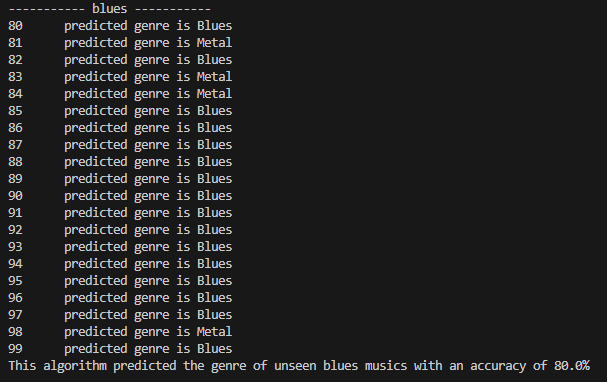 ----------- blues -----------
80 predicted genre is Blues
81 predicted genre is Metal
82 predicted genre is Blues
83 predicted genre is Metal
84 predicted genre is Metal
85 predicted genre is Blues
86 predicted genre is Blues
87 predicted genre is Blues
88 predicted genre is Blues
89 predicted genre is Blues
90 predicted genre is Blues
91 predicted genre is Blues
92 predicted genre is Blues
93 predicted genre is Blues
94 predicted genre is Blues
95 predicted genre is Blues
96 predicted genre is Blues
97 predicted genre is Blues
98 predicted genre is Metal
99 predicted genre is Blues
This algorithm predicted the genre of unseen blues musics with an accuracy of 80.0%